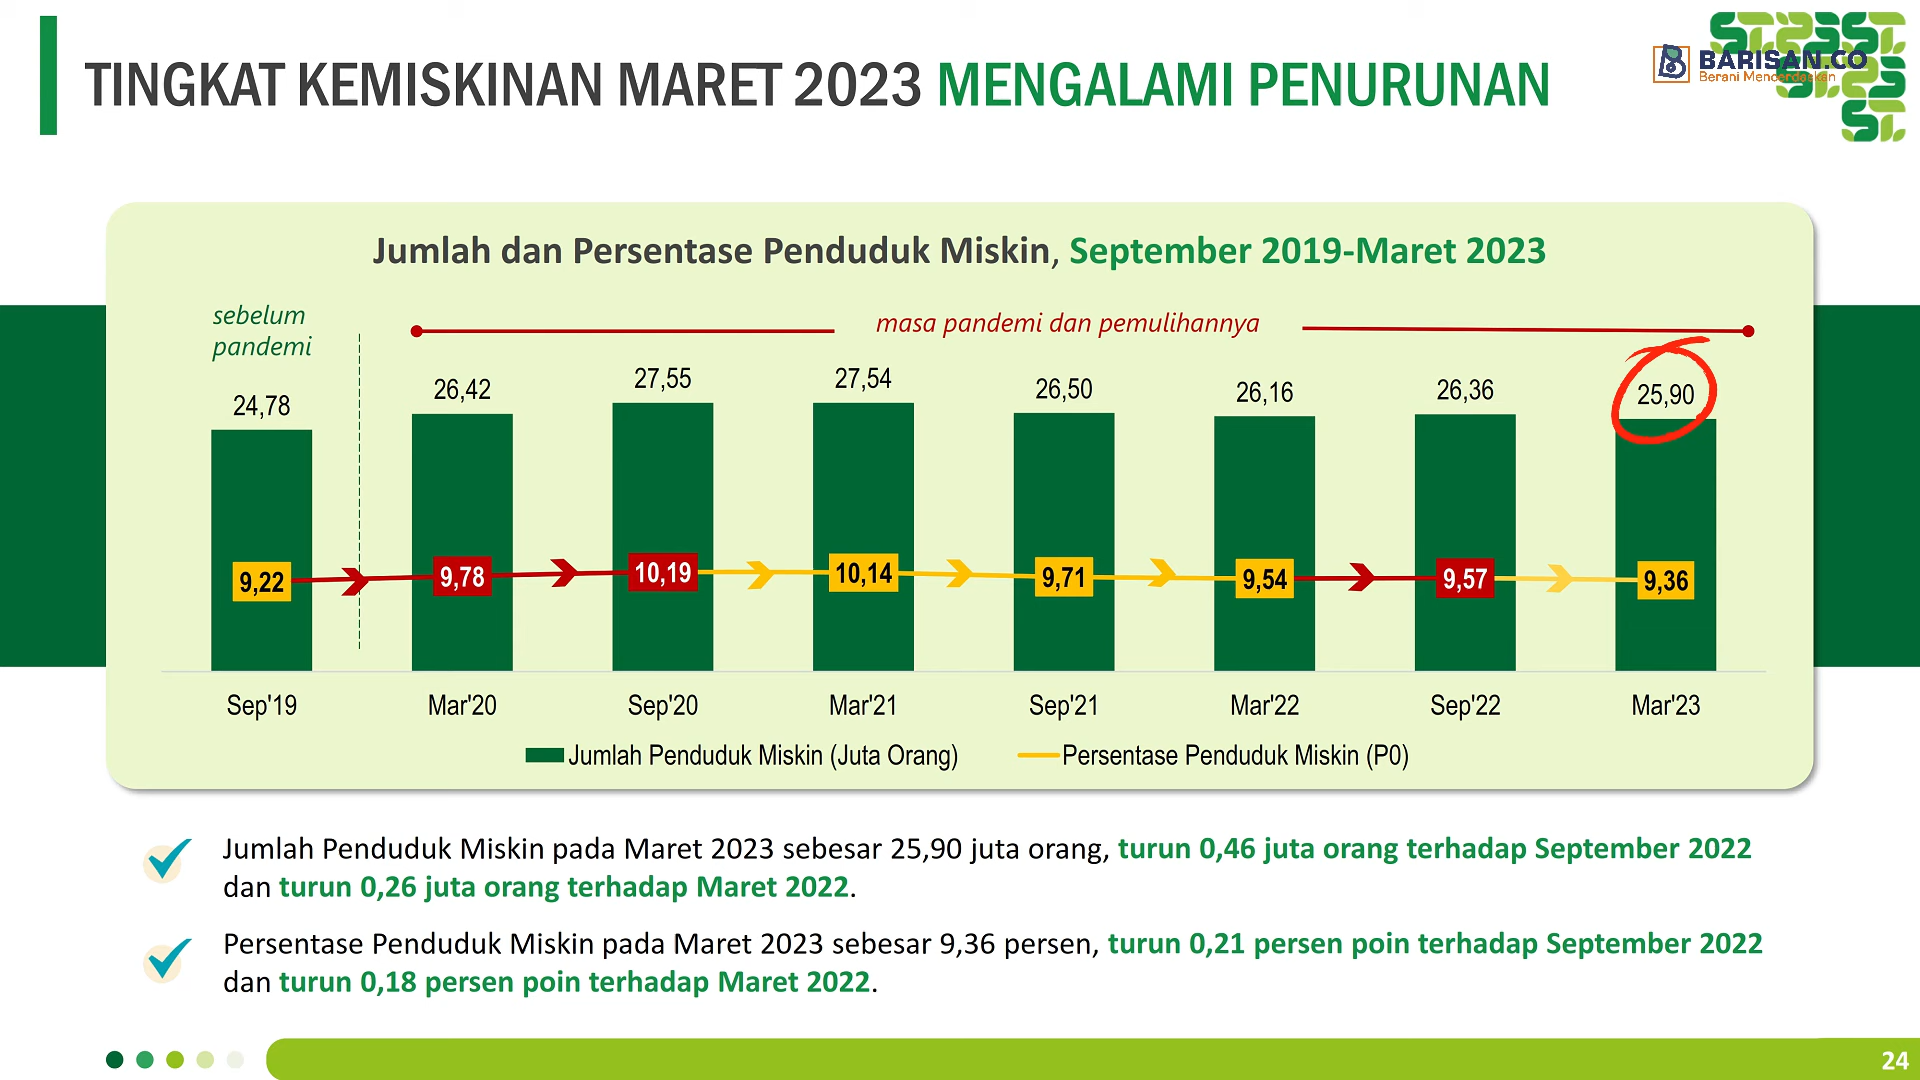 TINGKAT KEMISKINAN MARET 2023 MENGALAMI PENURUNAN
BARISAN.CO
Berani Mencerdaskan
Jumlah dan Persentase Penduduk Miskin, September 2019-Maret 2023
sebelum
pandemi
masa pandemi dan pemulihannya
24,78
26,42
27,55
27,54
26,50
26,16
26,36
25,90
9,22
9,78
10,19
10,14
9,71
9,54
9,57
9,36
Sep'19
Mar'20
Sep'20
Mar'21
Sep'21
Mar'22
Sep'22
Mar'23
Jumlah Penduduk Miskin (Juta Orang)
Persentase Penduduk Miskin (P0)
Jumlah Penduduk Miskin pada Maret 2023 sebesar 25,90 juta orang, turun 0,46 juta orang terhadap September 2022
dan turun 0,26 juta orang terhadap Maret 2022.
Persentase Penduduk Miskin pada Maret 2023 sebesar 9,36 persen, turun 0,21 persen poin terhadap September 2022
dan turun 0,18 persen poin terhadap Maret 2022.
24